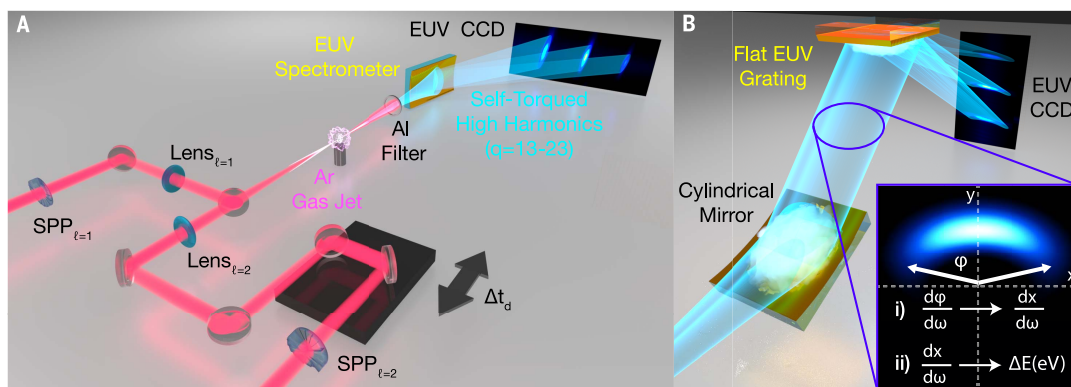 A
EUV
Spectrometer
EUV CCD
Self-Torqued
High Harmonics
(q=13-23)
Al
Filter
Ar
Gas Jet
Lens ℓ=1
SPP ℓ=1
Lens ℓ=2
Δt_d
SPP ℓ=2
B
Flat EUV
Grating
EUV
CCD
Cylindrical
Mirror
y
φ
x
i) dφ/dω → dx/dω
ii) dx/dω → ΔE(eV)